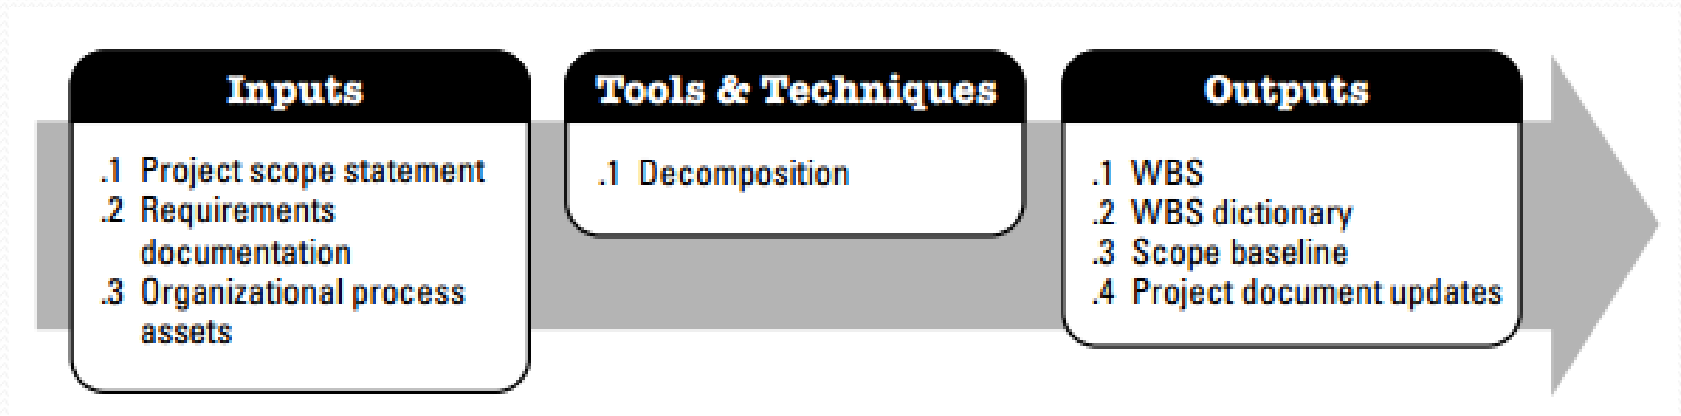 Inputs
.1 Project scope statement
.2 Requirements
documentation
.3 Organizational process
assets
Tools & Techniques
.1 Decomposition
Outputs
.1 WBS
.2 WBS dictionary
.3 Scope baseline
.4 Project document updates